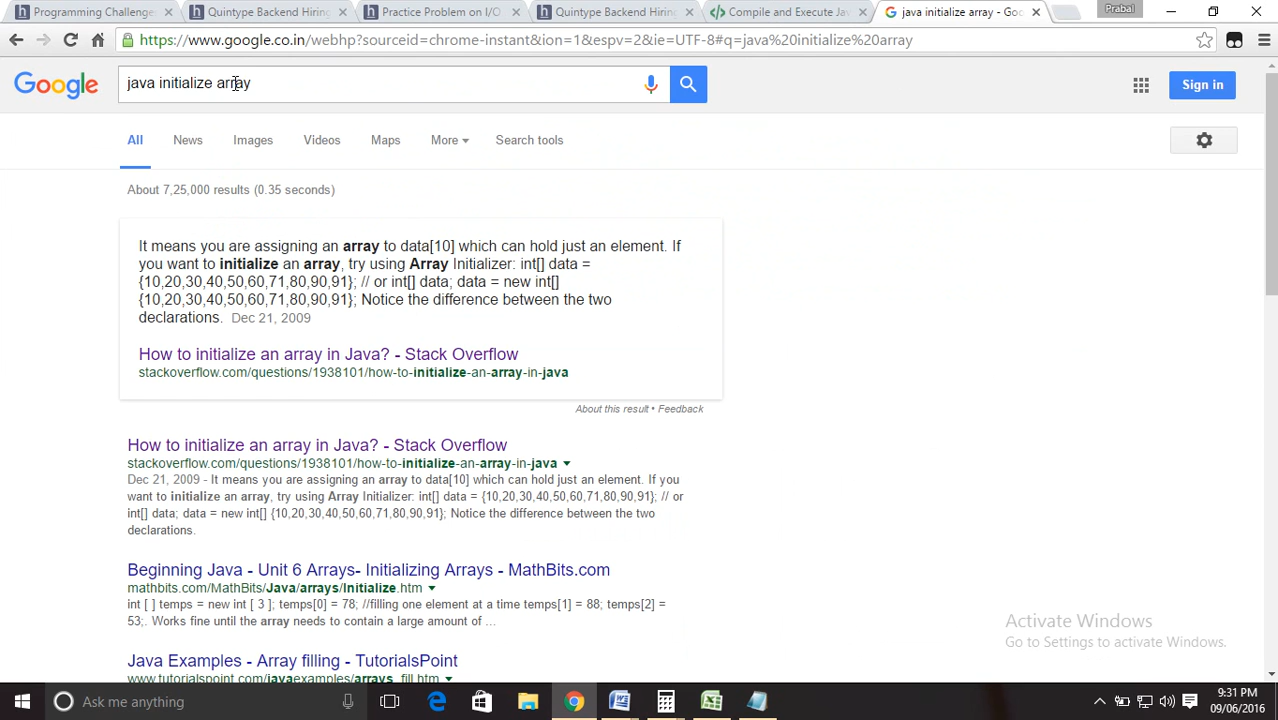 Programming Challenge
Quintype Backend Hiring
Practice Problem on I/O
Quintype Backend Hiring
Compile and Execute Java
java initialize array - Goo
Prabal
https://www.google.co.in/webhp?sourceid=chrome-instant&ion=1&espv=2&ie=UTF-8#q=java%20initialize%20array
Google
java initialize array
Sign in
All
News
Images
Videos
Maps
More
Search tools
About 7,25,000 results (0.35 seconds)
It means you are assigning an array to data[10] which can hold just an element. If
you want to initialize an array, try using Array Initializer: int[] data =
{10,20,30,40,50,60,71,80,90,91}; // or int[] data; data = new int[]
{10,20,30,40,50,60,71,80,90,91}; Notice the difference between the two
declarations. Dec 21, 2009
How to initialize an array in Java? - Stack Overflow
stackoverflow.com/questions/1938101/how-to-initialize-an-array-in-java
About this result • Feedback
How to initialize an array in Java? - Stack Overflow
stackoverflow.com/questions/1938101/how-to-initialize-an-array-in-java
Dec 21, 2009 - It means you are assigning an array to data[10] which can hold just an element. If you
want to initialize an array, try using Array Initializer: int[] data = {10,20,30,40,50,60,71,80,90,91}; // or
int[] data; data = new int[] {10,20,30,40,50,60,71,80,90,91}; Notice the difference between the two
declarations.
Beginning Java - Unit 6 Arrays- Initializing Arrays - MathBits.com
mathbits.com/MathBits/Java/arrays/Initialize.htm
int [ ] temps = new int [ 3 ]; temps[0] = 78; //filling one element at a time temps[1] = 88; temps[2] =
53;. Works fine until the array needs to contain a large amount of ...
Java Examples - Array filling - TutorialsPoint
www.tutorialspoint.com/javaexamples/arrays_fill.htm
Activate Windows
Go to Settings to activate Windows.
Ask me anything
9:31 PM
09/06/2016